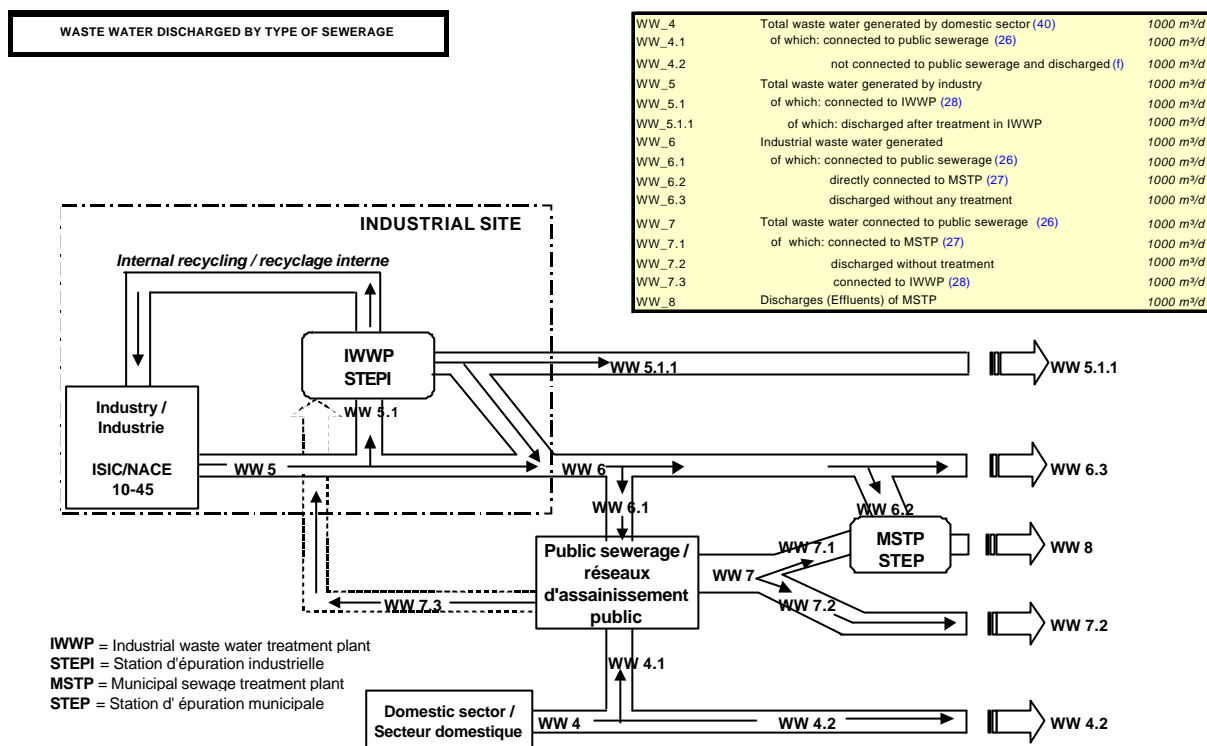 WASTE WATER DISCHARGED BY TYPE OF SEWERAGE
WW_4 Total waste water generated by domestic sector (40) 1000 m³/d
WW_4.1 of which: connected to public sewerage (26) 1000 m³/d
WW_4.2 not connected to public sewerage and discharged (f) 1000 m³/d
WW_5 Total waste water generated by industry 1000 m³/d
WW_5.1 of which: connected to IWWP (28) 1000 m³/d
WW_5.1.1 of which: discharged after treatment in IWWP 1000 m³/d
WW_6 Industrial waste water generated 1000 m³/d
WW_6.1 of which: connected to public sewerage (26) 1000 m³/d
WW_6.2 directly connected to MSTP (27) 1000 m³/d
WW_6.3 discharged without any treatment 1000 m³/d
WW_7 Total waste water connected to public sewerage (26) 1000 m³/d
WW_7.1 of which: connected to MSTP (27) 1000 m³/d
WW_7.2 discharged without treatment 1000 m³/d
WW_7.3 connected to IWWP (28) 1000 m³/d
WW_8 Discharges (Effluents) of MSTP 1000 m³/d
INDUSTRIAL SITE
Internal recycling / recyclage interne
IWWP
STEPI
WW 5.1.1
WW 5.1.1
Industry /
Industrie
ISIC/NACE
10-45
WW 5.1
WW 5
WW 6
WW 6.3
WW 6.1
WW 6.2
Public sewerage /
réseaux
d'assainissement
public
WW 7
WW 7.1
MSTP
STEP
WW 8
WW 7.3
WW 7.2
WW 7.2
IWWP = Industrial waste water treatment plant
STEPI = Station d'épuration industrielle
MSTP = Municipal sewage treatment plant
STEP = Station d' épuration municipale
WW 4.1
Domestic sector /
Secteur domestique
WW 4
WW 4.2
WW 4.2